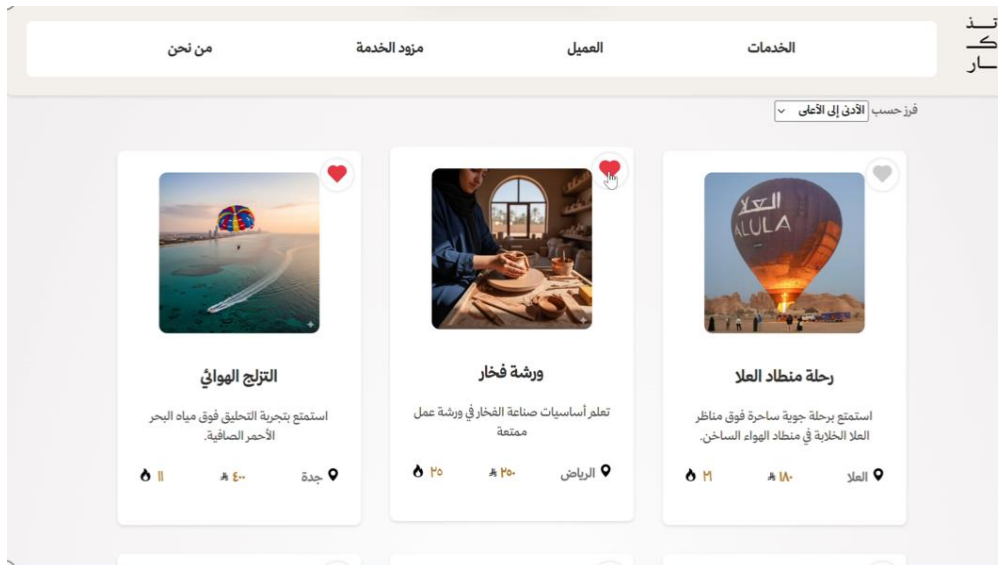 تذ
كـ
ـار
الخدمات
العميل
مزود الخدمة
من نحن
فرز حسب الأدنى إلى الأعلى
العلا
ALULA
رحلة منطاد العلا
استمتع برحلة جوية ساحرة فوق مناظر
العلا الخلابة في منطاد الهواء الساخن.
العلا
١٨٠
٢١
ورشة فخار
تعلم أساسيات صناعة الفخار في ورشة عمل
ممتعة
الرياض
٢٥٠
٢٥
التزلج الهوائي
استمتع بتجربة التحليق فوق مياه البحر
الأحمر الصافية.
جدة
٤٠٠
١١